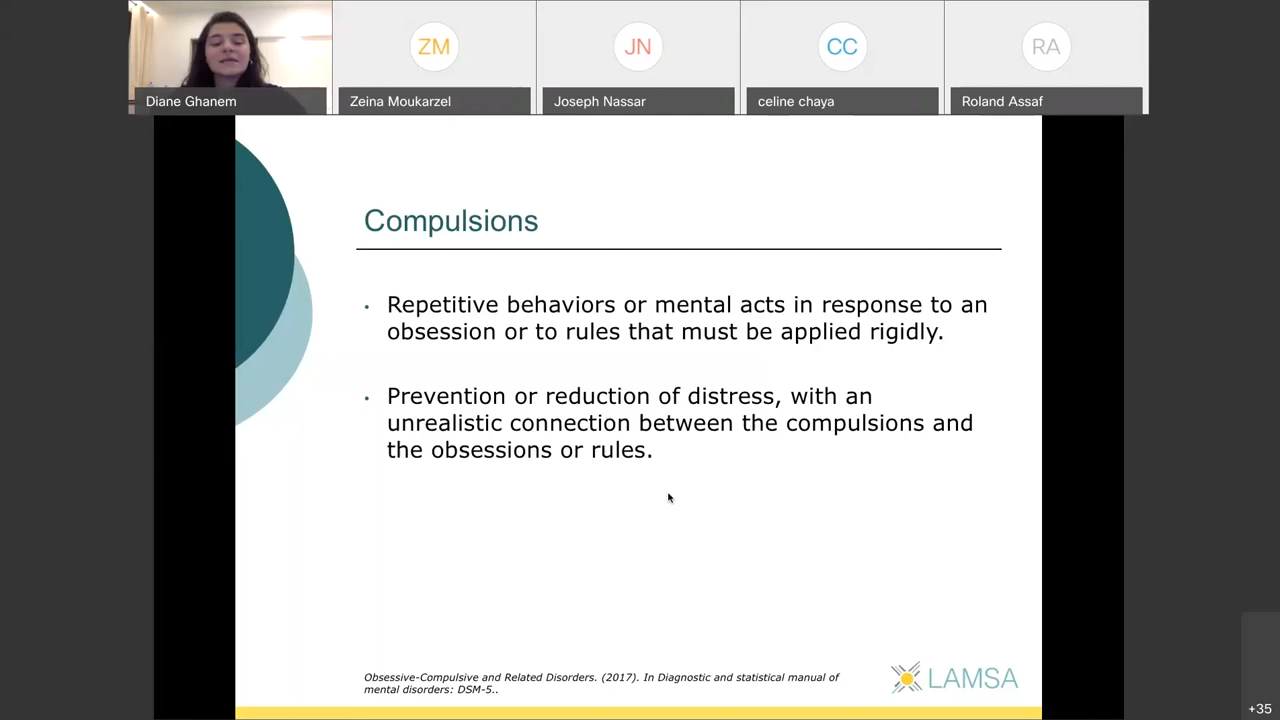 ZM
JN
CC
RA
Diane Ghanem
Zeina Moukarzel
Joseph Nassar
celine chaya
Roland Assaf
Compulsions
• Repetitive behaviors or mental acts in response to an
obsession or to rules that must be applied rigidly.
• Prevention or reduction of distress, with an
unrealistic connection between the compulsions and
the obsessions or rules.
Obsessive-Compulsive and Related Disorders. (2017). In Diagnostic and statistical manual of
mental disorders: DSM-5..
LAMSA
+35